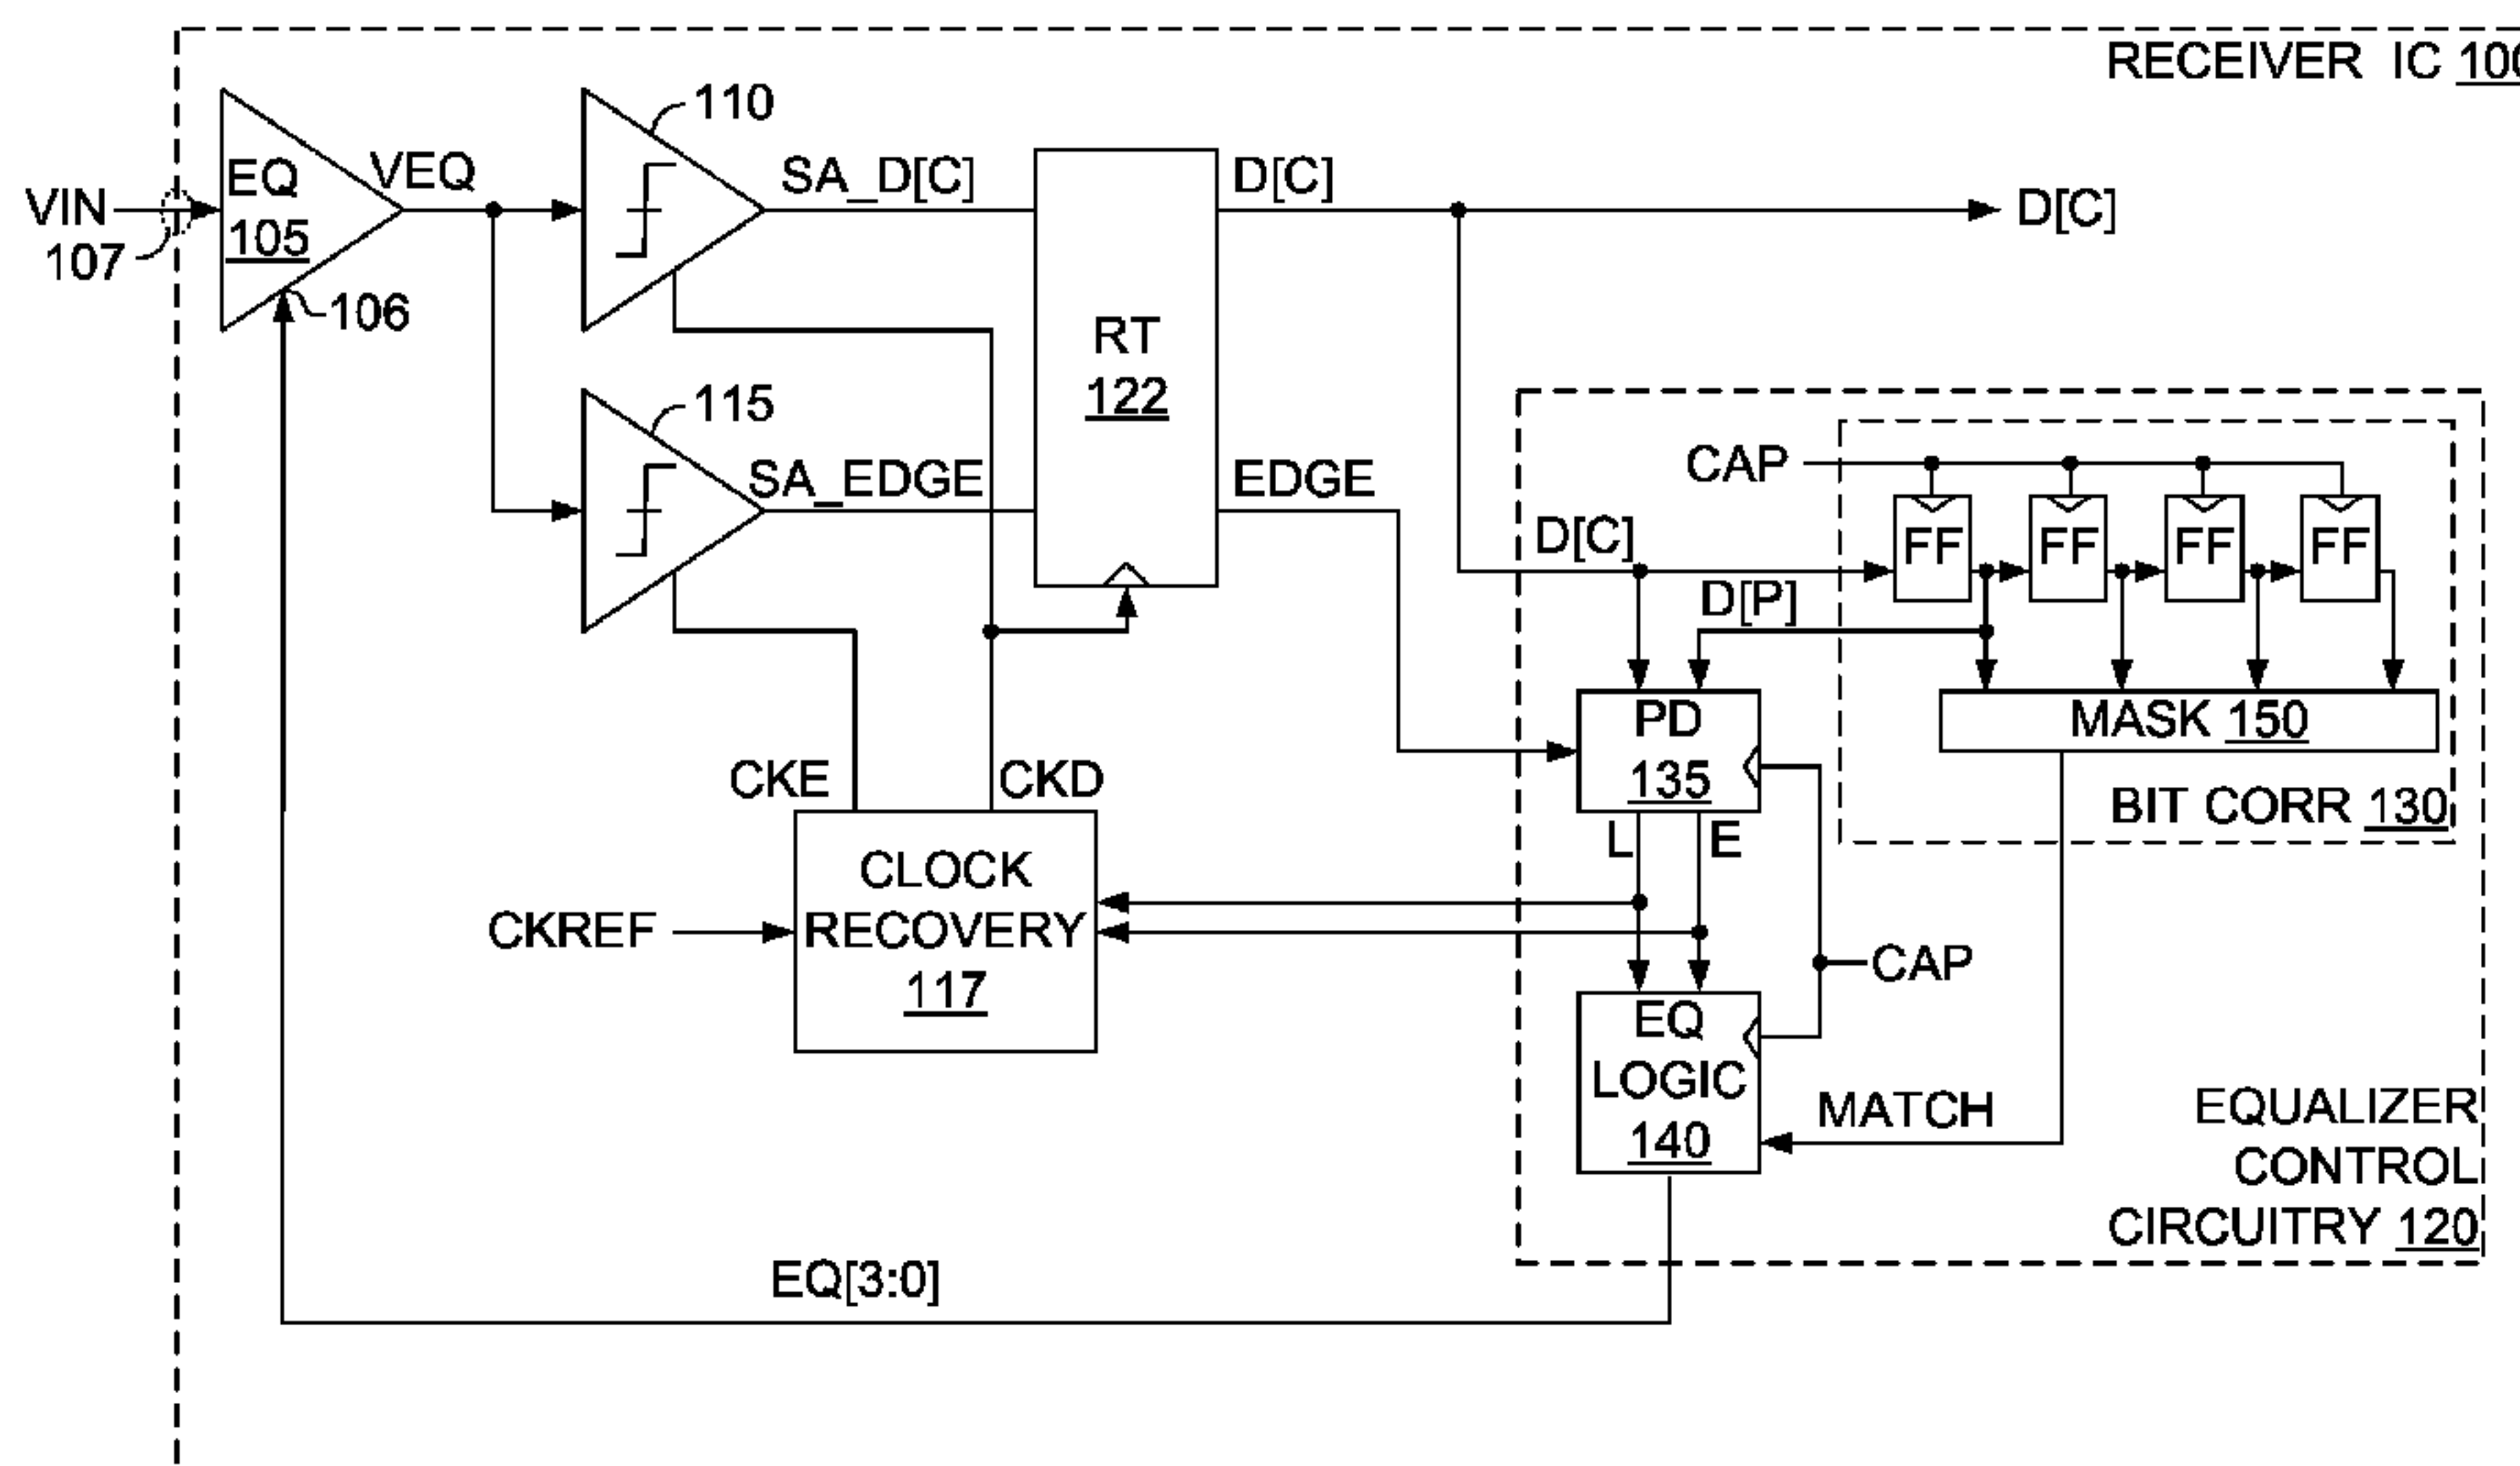 RECEIVER IC 100
110
EQ
105
VEQ
SA_D[C]
D[C]
VIN
D[C]
107
106
RT
122
115
SA_EDGE
EDGE
CAP
D[C]
FF FF FF FF
D[P]
PD
135
MASK 150
CKE
CKD
BIT CORR 130
L E
CLOCK
RECOVERY
117
CKREF
CAP
EQ
LOGIC
140
MATCH
EQUALIZER
CONTROL
CIRCUITRY 120
EQ[3:0]